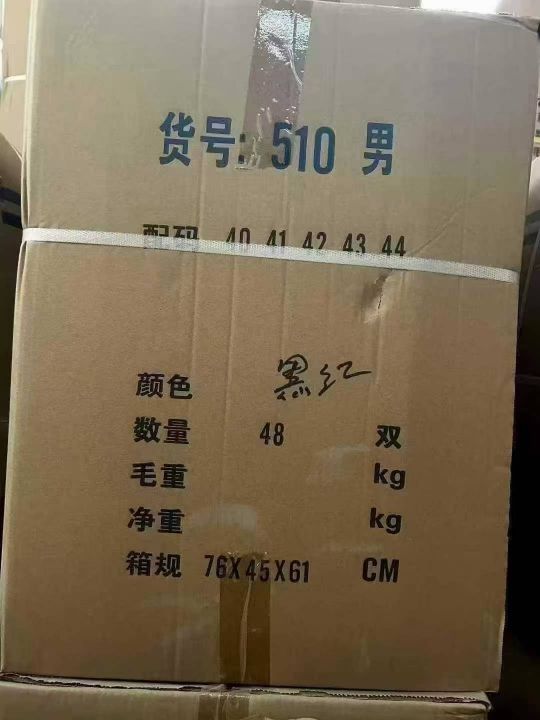 货号: 510 男
配码 40 41 42 43 44
颜色 黑红
数量 48 双
毛重 kg
净重 kg
箱规 76X45X61 CM